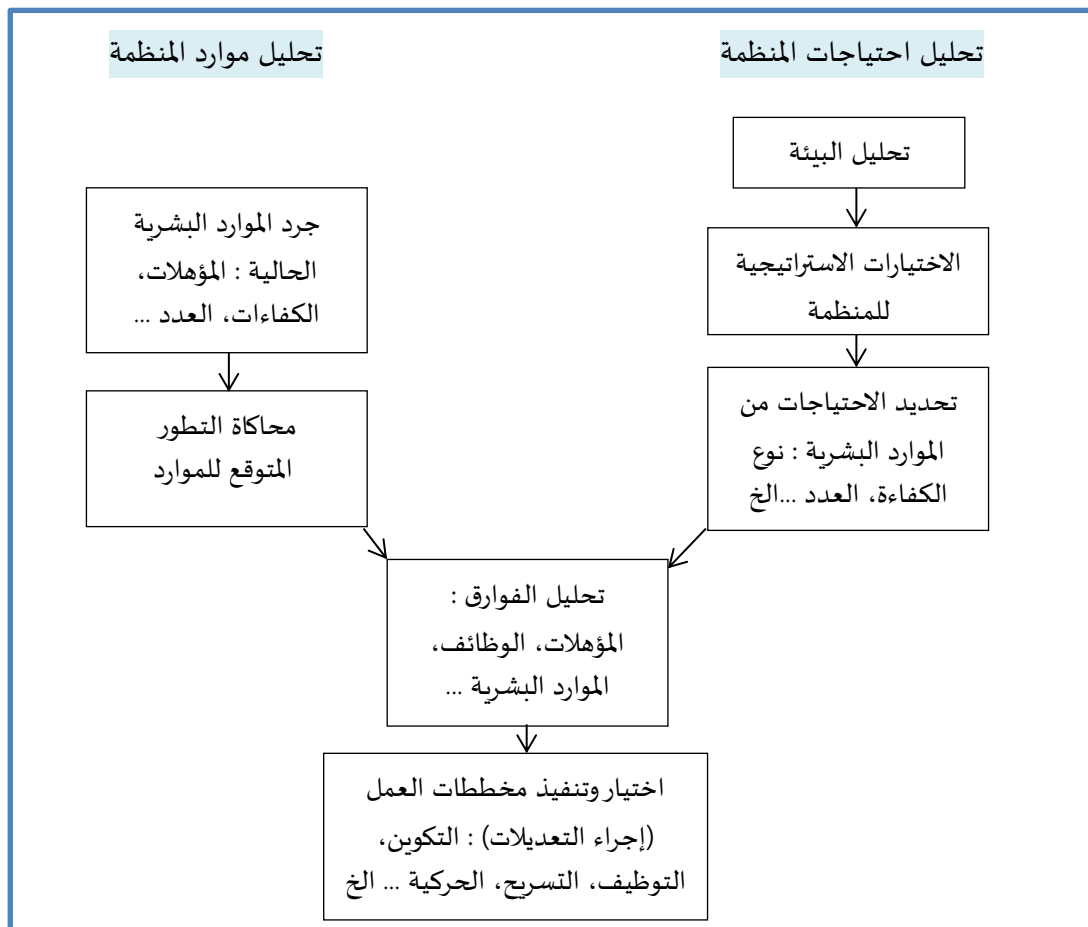 تحليل احتياجات المنظمة
تحليل موارد المنظمة
تحليل البيئة
الاختيارات الاستراتيجية
للمنظمة
تحديد الاحتياجات من
الموارد البشرية : نوع
الكفاءة، العدد ...الخ
جرد الموارد البشرية
الحالية : المؤهلات،
الكفاءات، العدد ...
محاكاة التطور
المتوقع للموارد
تحليل الفوارق :
المؤهلات، الوظائف،
الموارد البشرية ...
اختيار وتنفيذ مخططات العمل
(إجراء التعديلات) : التكوين،
التوظيف، التسريح، الحركية ... الخ